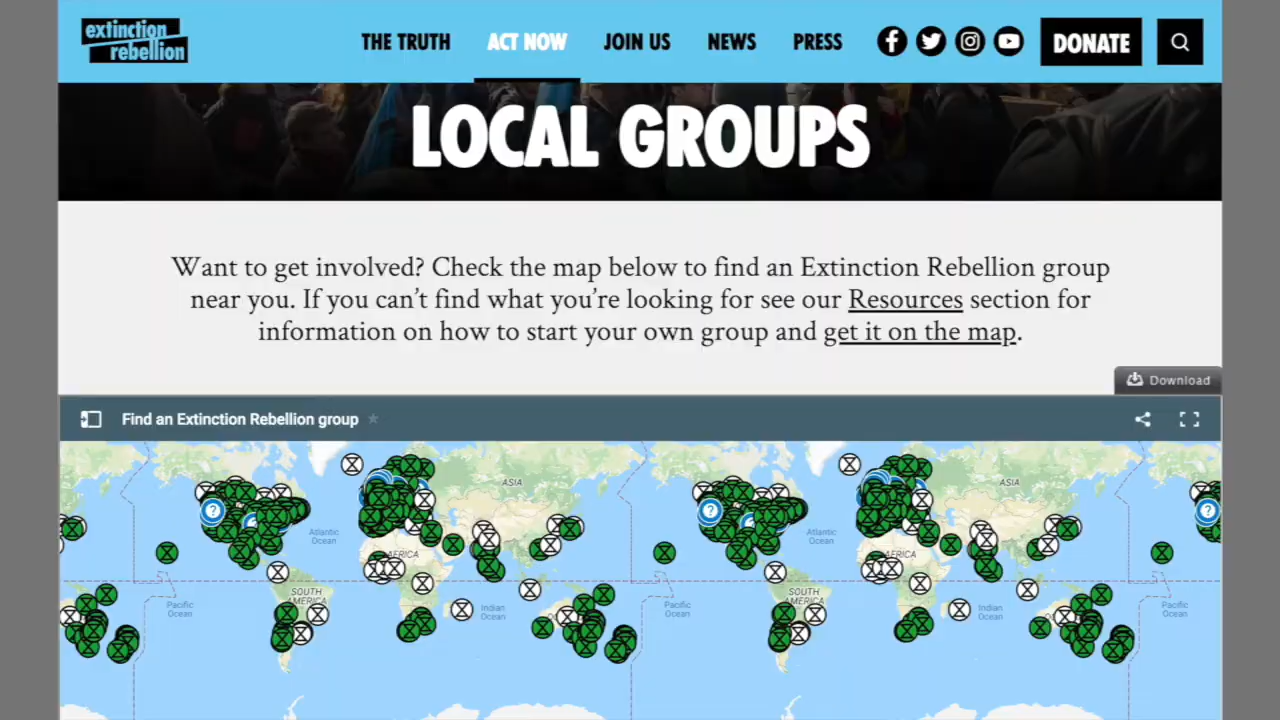 extinction
rebellion
THE TRUTH
ACT NOW
JOIN US
NEWS
PRESS
DONATE
LOCAL GROUPS
Want to get involved? Check the map below to find an Extinction Rebellion group
near you. If you can't find what you're looking for see our Resources section for
information on how to start your own group and get it on the map.
Download
Find an Extinction Rebellion group
ASIA
ASIA
Atlantic
Ocean
Atlantic
Ocean
AFRICA
AFRICA
SOUTH
AMERICA
SOUTH
AMERICA
Pacific
Ocean
Indian
Ocean
Pacific
Ocean
Indian
Ocean
Pacific
Ocean